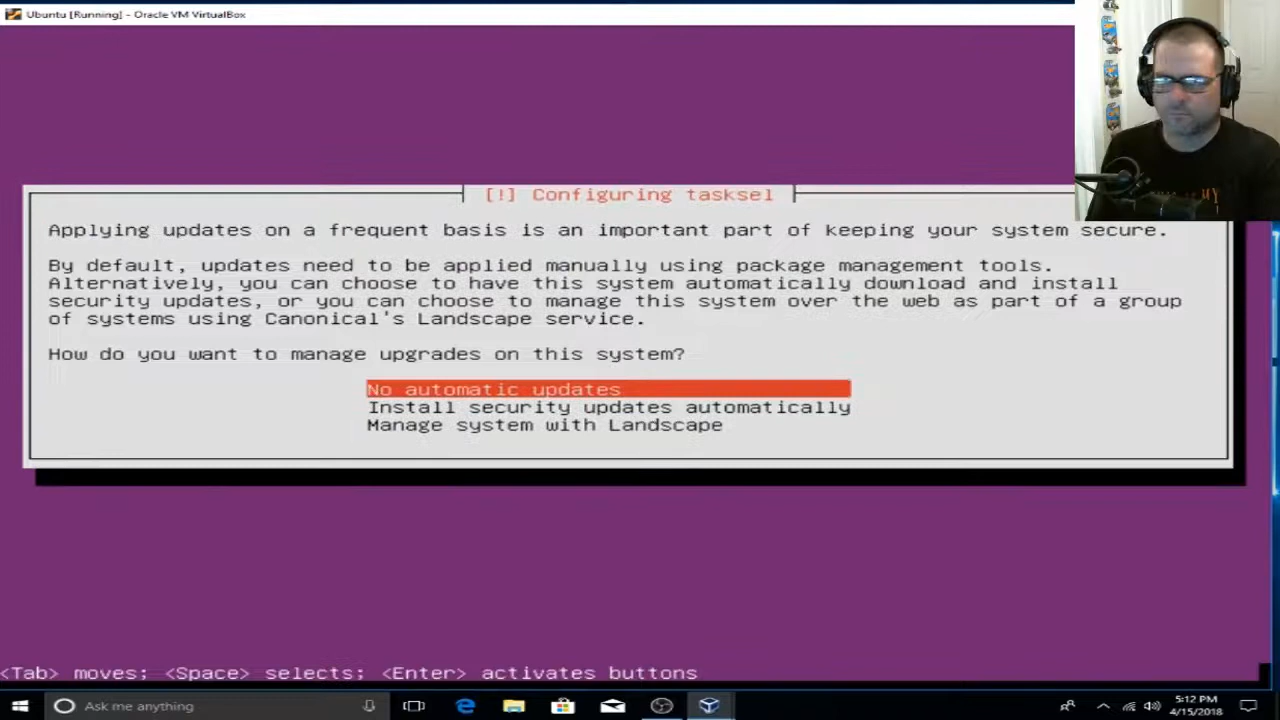 Ubuntu [Running] - Oracle VM VirtualBox
[!] Configuring tasksel
Applying updates on a frequent basis is an important part of keeping your system secure.
By default, updates need to be applied manually using package management tools.
Alternatively, you can choose to have this system automatically download and install
security updates, or you can choose to manage this system over the web as part of a group
of systems using Canonical's Landscape service.
How do you want to manage upgrades on this system?
No automatic updates
Install security updates automatically
Manage system with Landscape
<Tab> moves; <Space> selects; <Enter> activates buttons
Ask me anything
5:12 PM
4/15/2018